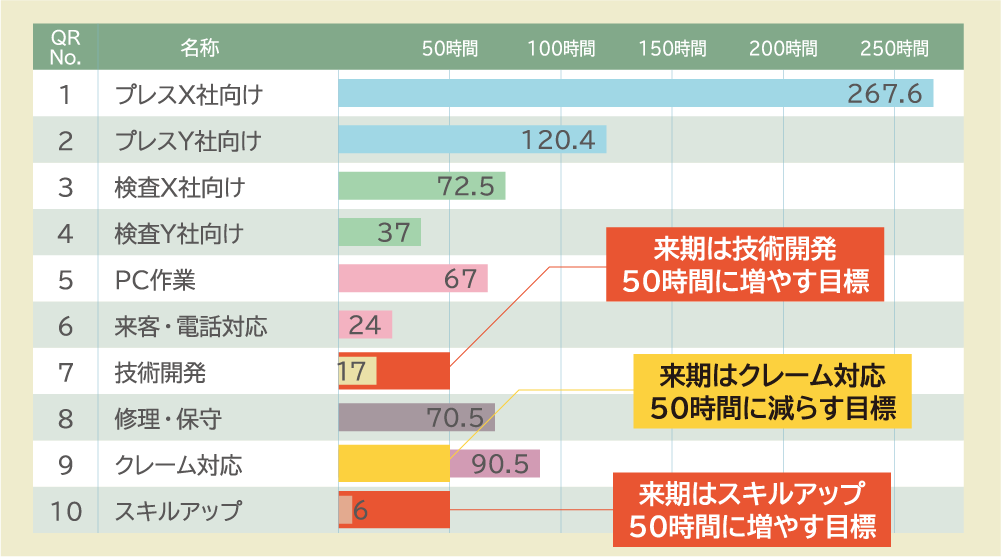 QR
No.
名称
50時間
100時間
150時間
200時間
250時間
1 プレスX社向け 267.6
2 プレスY社向け 120.4
3 検査X社向け 72.5
4 検査Y社向け 37
来期は技術開発
50時間に増やす目標
5 PC作業 67
6 来客・電話対応 24
7 技術開発 17
来期はクレーム対応
50時間に減らす目標
8 修理・保守 70.5
9 クレーム対応 90.5
10 スキルアップ 6
来期はスキルアップ
50時間に増やす目標